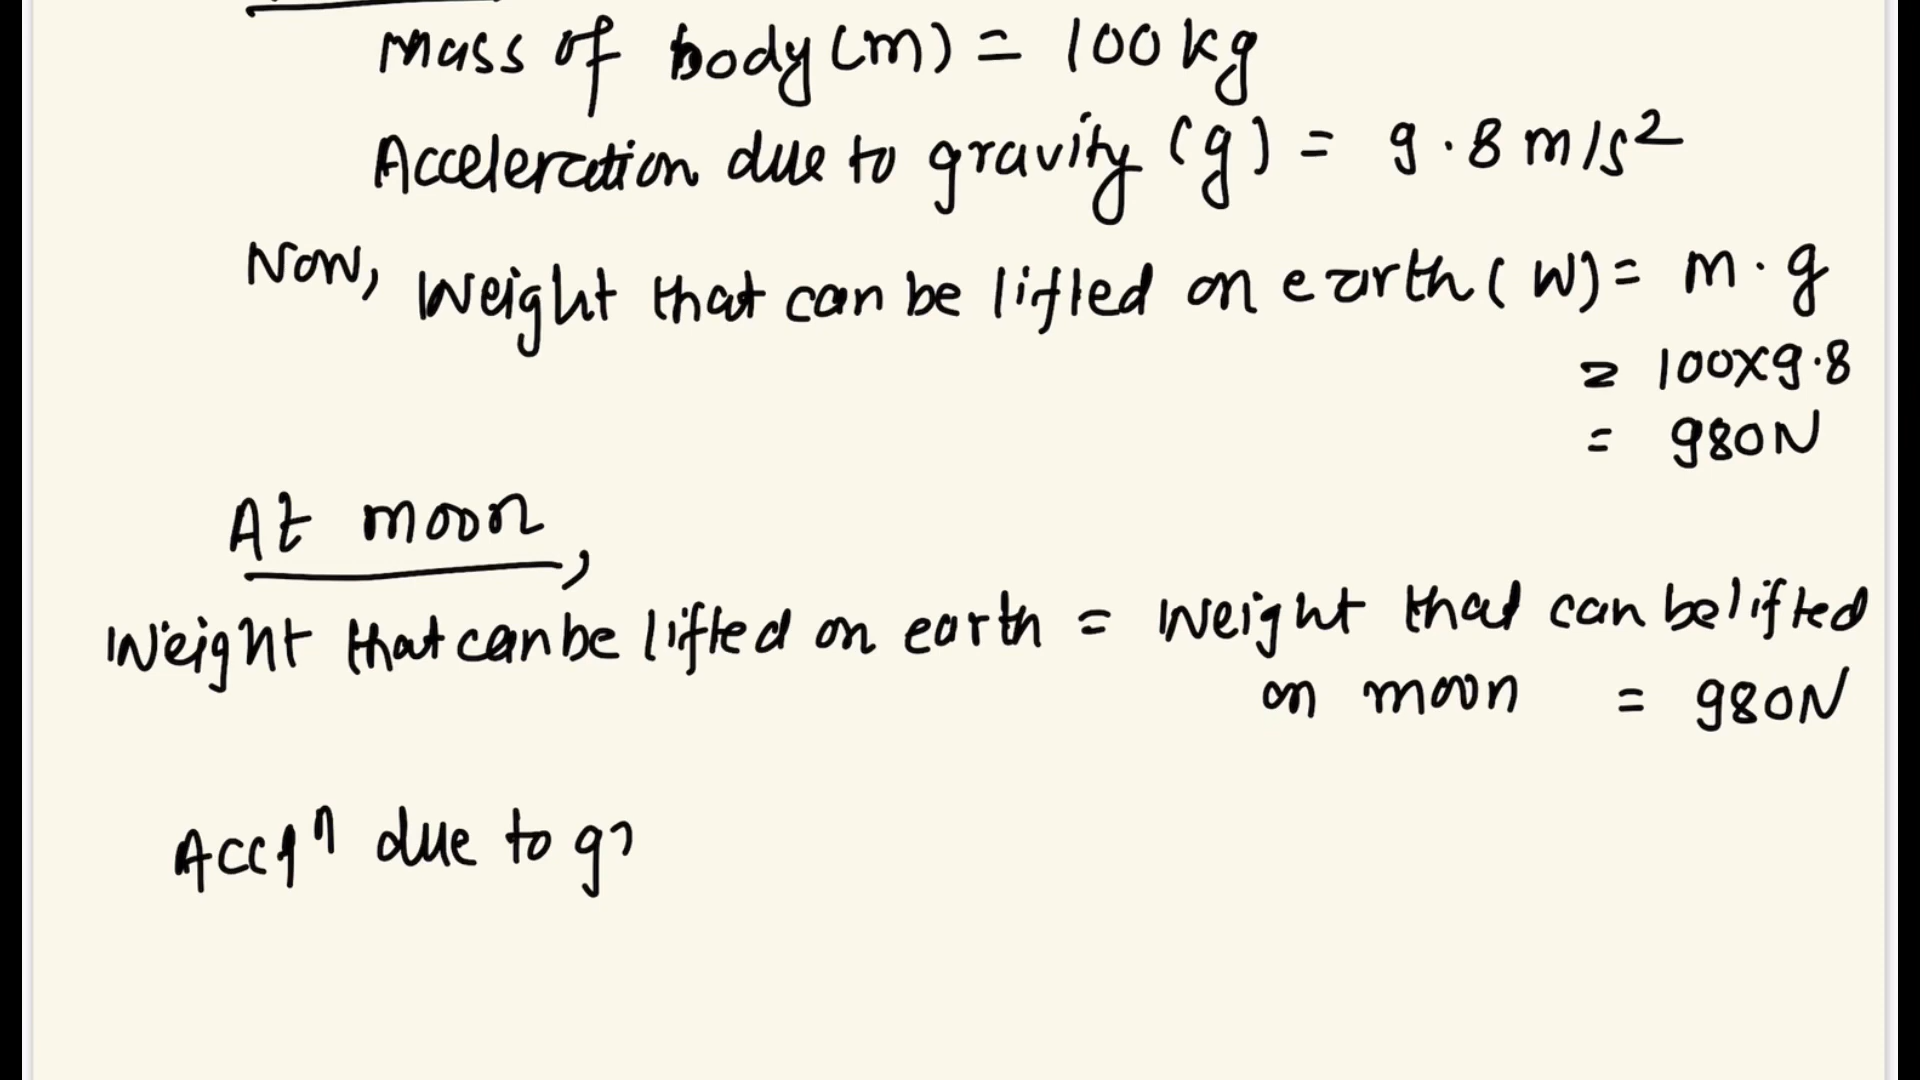 Mass of body (m) = 100 kg
Acceleration due to gravity (g) = 9.8 m/s²
Now, Weight that can be lifted on earth (W) = m · g
= 100×9.8
= 980N
At moon,
Weight that can be lifted on earth = Weight that can be lifted
on moon = 980N
Accⁿ due to gr